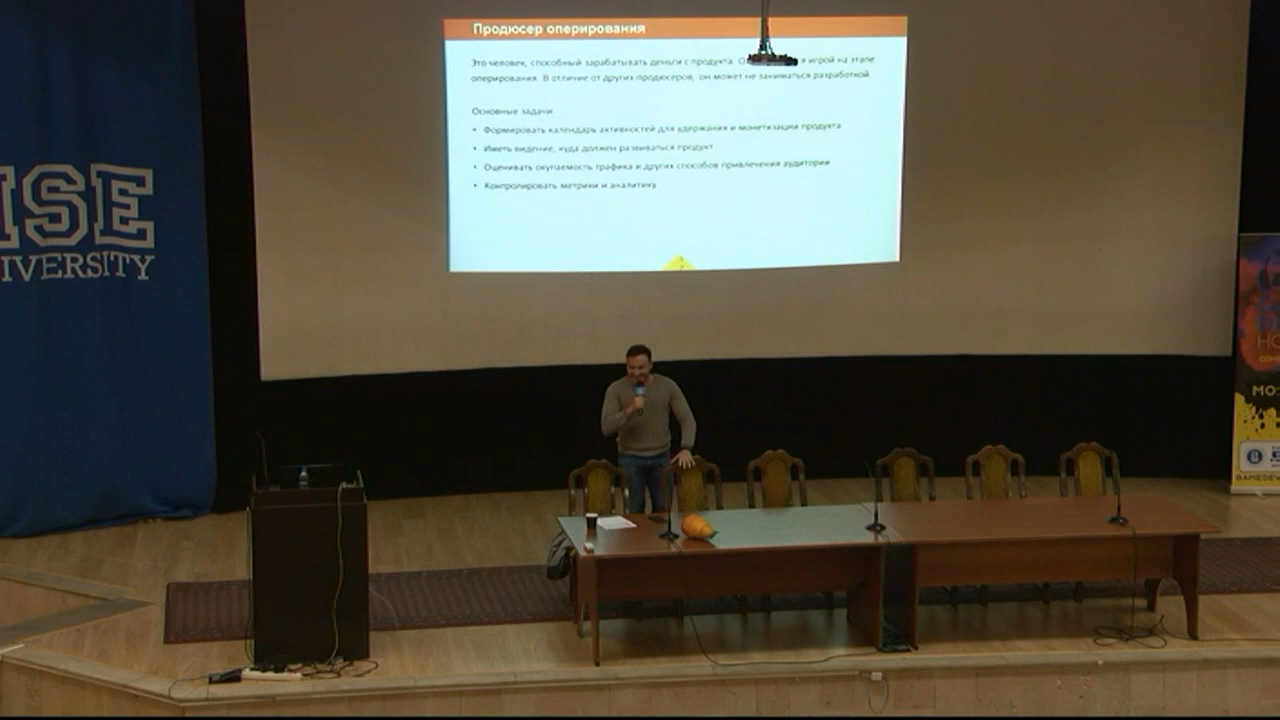 Продюсер оперирования
Это человек, способный зарабатывать деньги с продукта. я игрой на этапе
оперирования. В отличие от других продюсеров, он может не заниматься разработкой.
Основные задачи
• Формировать календарь активностей для удержания и монетизации продукта
• Иметь видение, куда должен развиваться продукт
• Оценивать окупаемость трафика и других способов привлечения аудитории
• Контролировать метрики и аналитику
HSE
IVERSITY